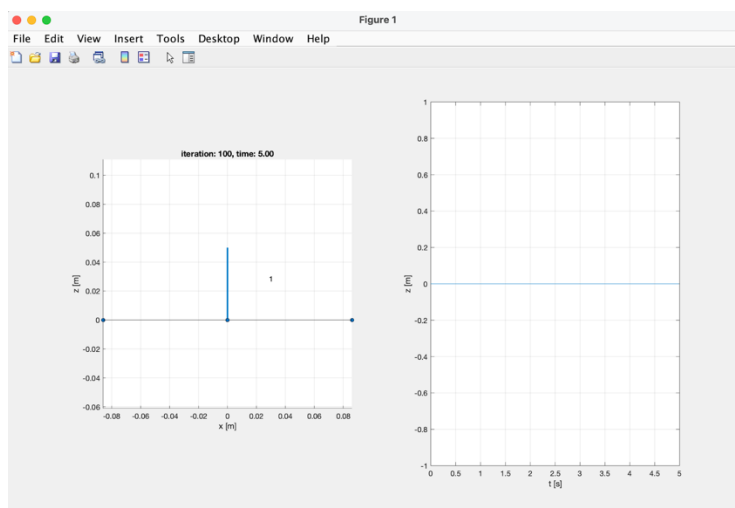 Figure 1
File Edit View Insert Tools Desktop Window Help
iteration: 100, time: 5.00
z [m]
0.1
0.08
0.06
0.04
0.02
0
-0.02
-0.04
-0.06
1
-0.08 -0.06 -0.04 -0.02 0 0.02 0.04 0.06 0.08
x [m]
z [m]
1
0.8
0.6
0.4
0.2
0
-0.2
-0.4
-0.6
-0.8
-1
0 0.5 1 1.5 2 2.5 3 3.5 4 4.5 5
t [s]